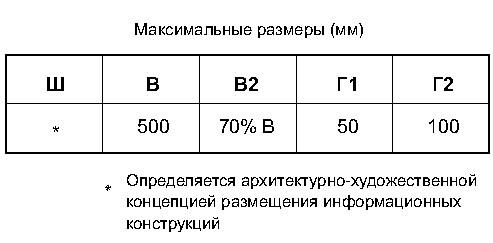 Максимальные размеры (мм)
Ш В В2 Г1 Г2
* 500 70% В 50 100
* Определяется архитектурно-художественной
концепцией размещения информационных
конструкций